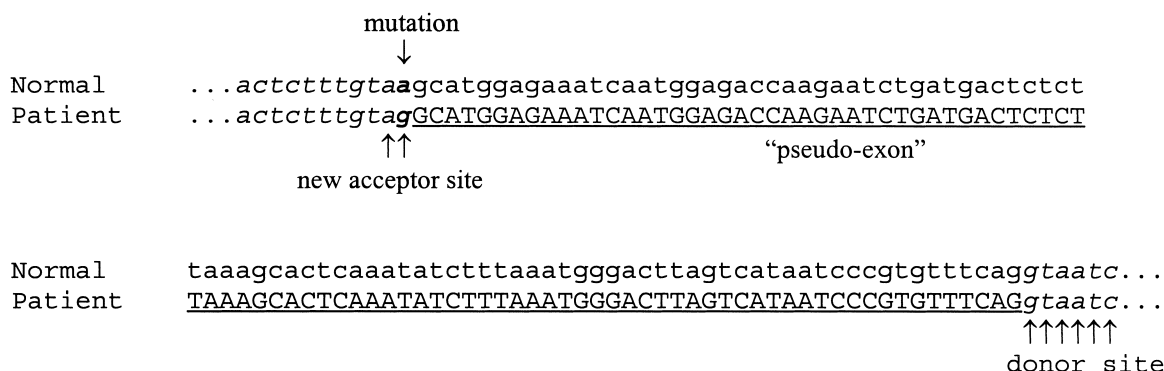 mutation
↓
Normal ...actctttgtaagcatggagaaatcaatggagaccaagaatctgatgactctct
Patient ...actctttgtagGCATGGAGAAATCAATGGAGACCAAGAATCTGATGACTCTCT
↑↑ “pseudo-exon”
new acceptor site
Normal taaagcactcaaatatctttaaatgggacttagtcataatcccgtgtttcaggtaatc...
Patient TAAAGCACTCAAATATCTTTAAATGGGACTTAGTCATAATCCCGTGTTTCAGgtaatc...
↑↑↑↑↑↑
donor site